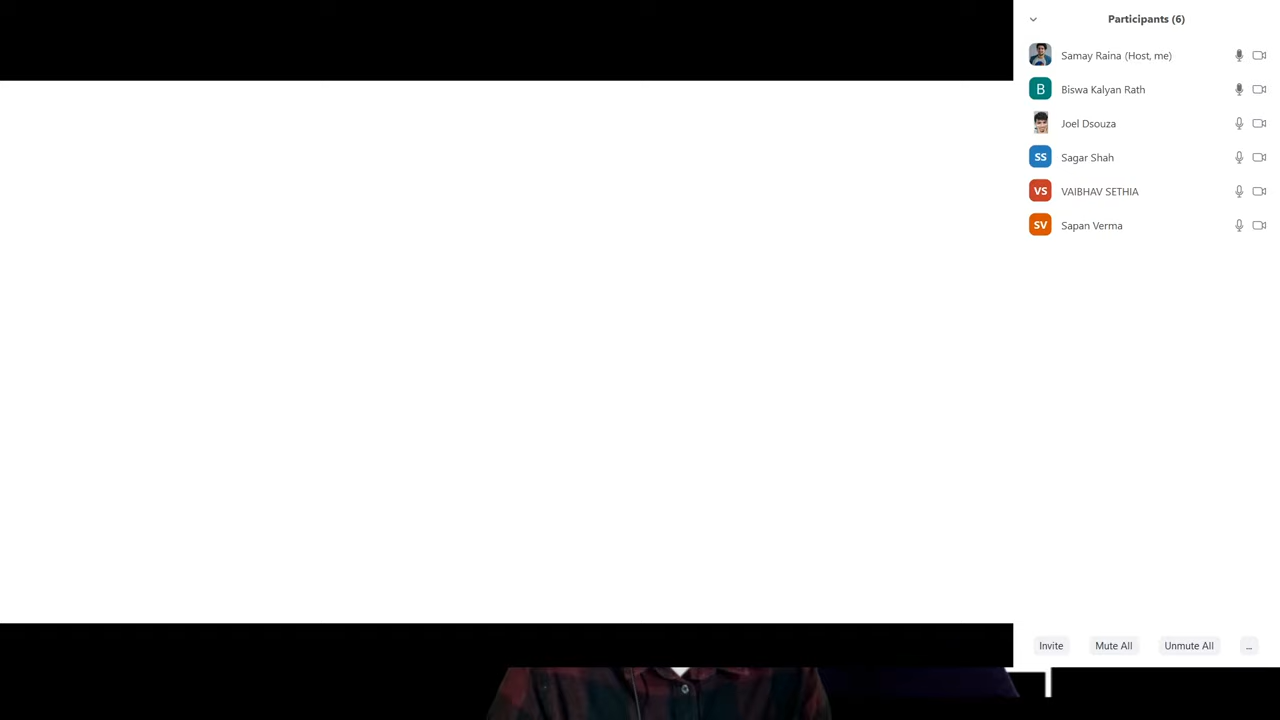 Participants (6)
Samay Raina (Host, me)
B Biswa Kalyan Rath
Joel Dsouza
SS Sagar Shah
VS VAIBHAV SETHIA
SV Sapan Verma
Invite Mute All Unmute All ...